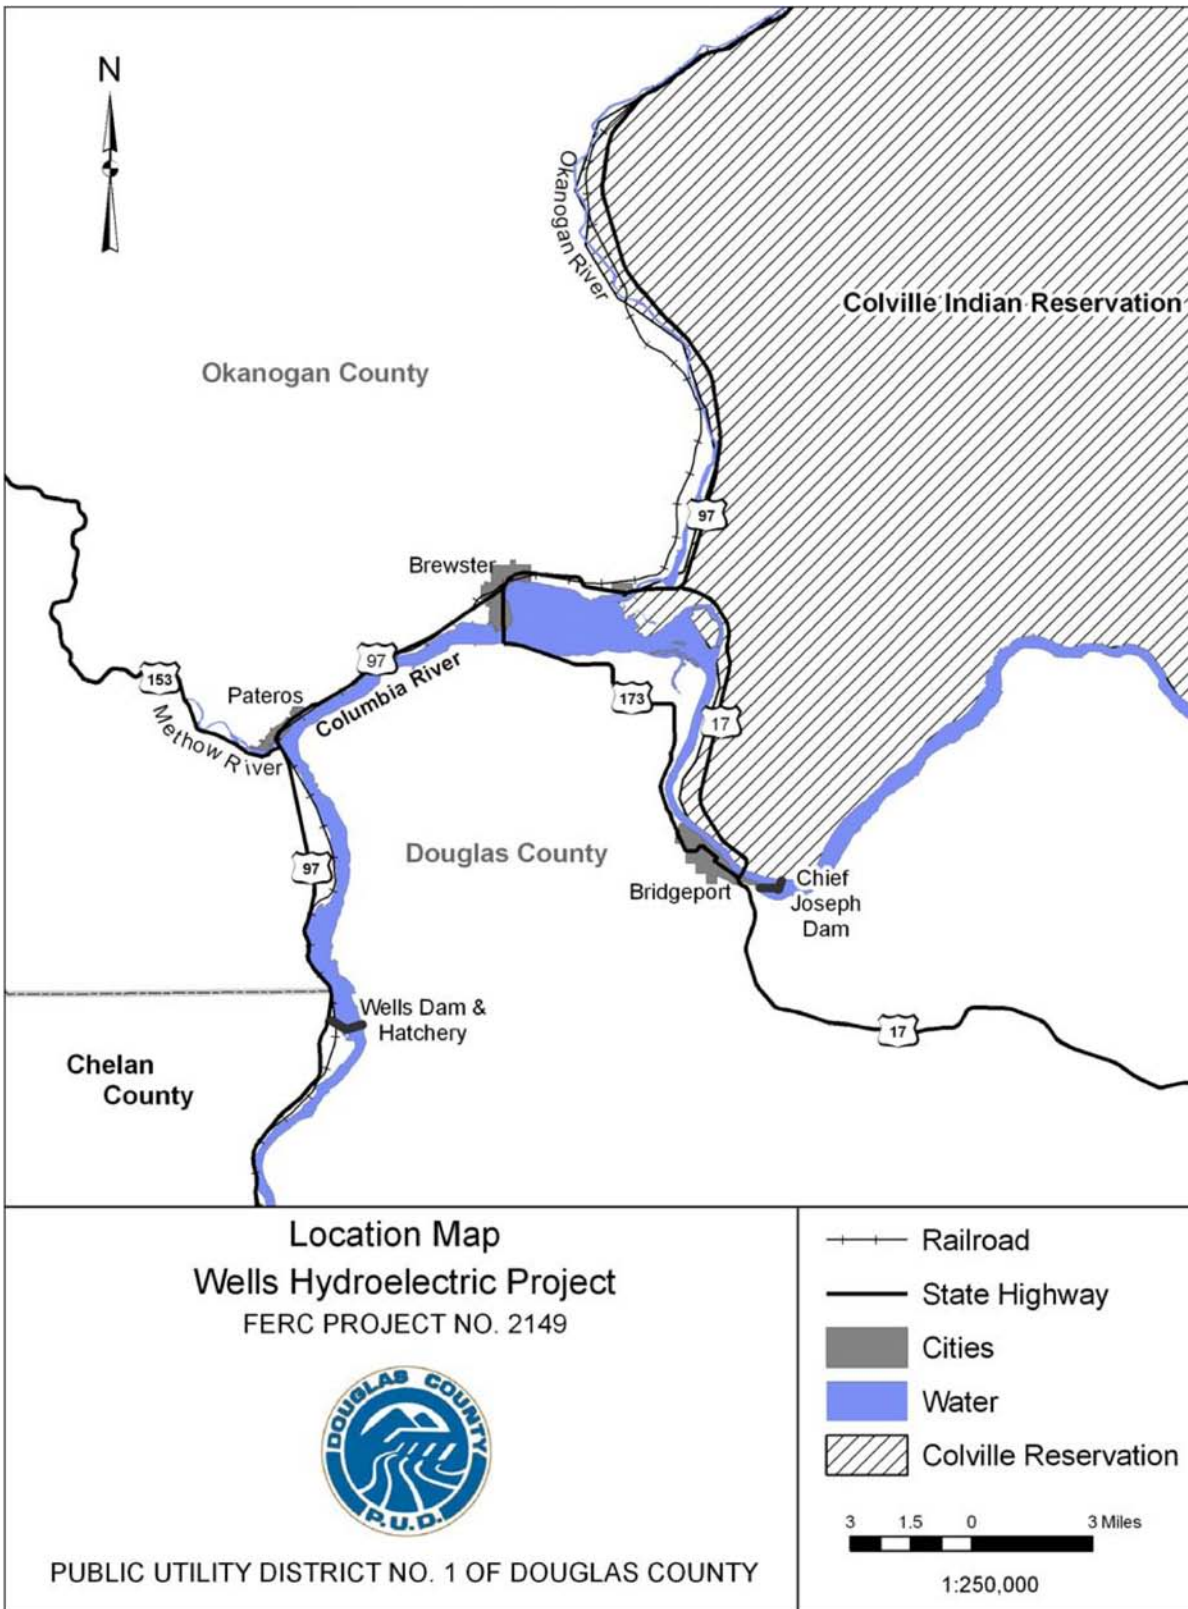 N
Okanogan River
Colville Indian Reservation
Okanogan County
97
Brewster
153
97
Columbia River
173
17
Pateros
Methow River
97
Douglas County
Bridgeport
Chief
Joseph
Dam
Wells Dam &
Hatchery
17
Chelan
County
Location Map
Wells Hydroelectric Project
FERC PROJECT NO. 2149
DOUGLAS COUNTY
P.U.D.
PUBLIC UTILITY DISTRICT NO. 1 OF DOUGLAS COUNTY
Railroad
State Highway
Cities
Water
Colville Reservation
3 1.5 0 3 Miles
1:250,000